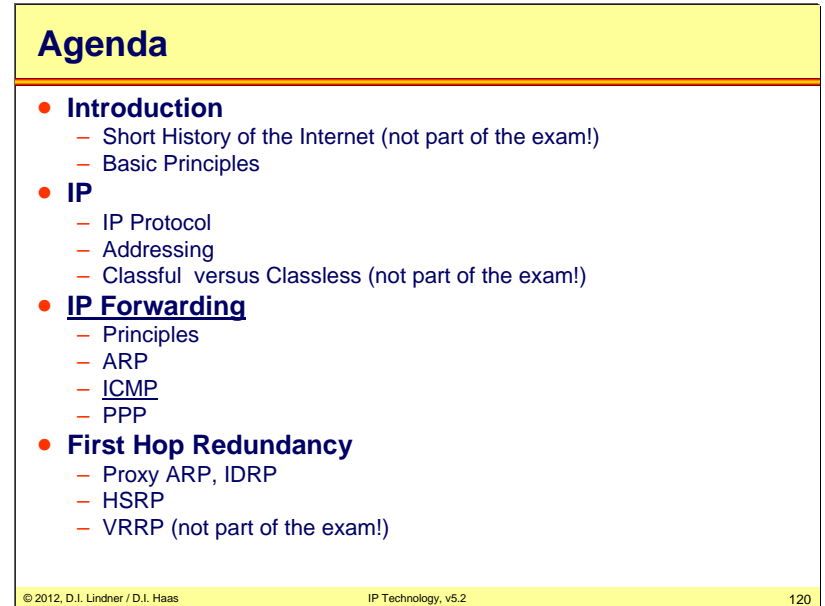 Agenda
● Introduction
– Short History of the Internet (not part of the exam!)
– Basic Principles
● IP
– IP Protocol
– Addressing
– Classful versus Classless (not part of the exam!)
● IP Forwarding
– Principles
– ARP
– ICMP
– PPP
● First Hop Redundancy
– Proxy ARP, IDRP
– HSRP
– VRRP (not part of the exam!)
© 2012, D.I. Lindner / D.I. Haas IP Technology, v5.2 120